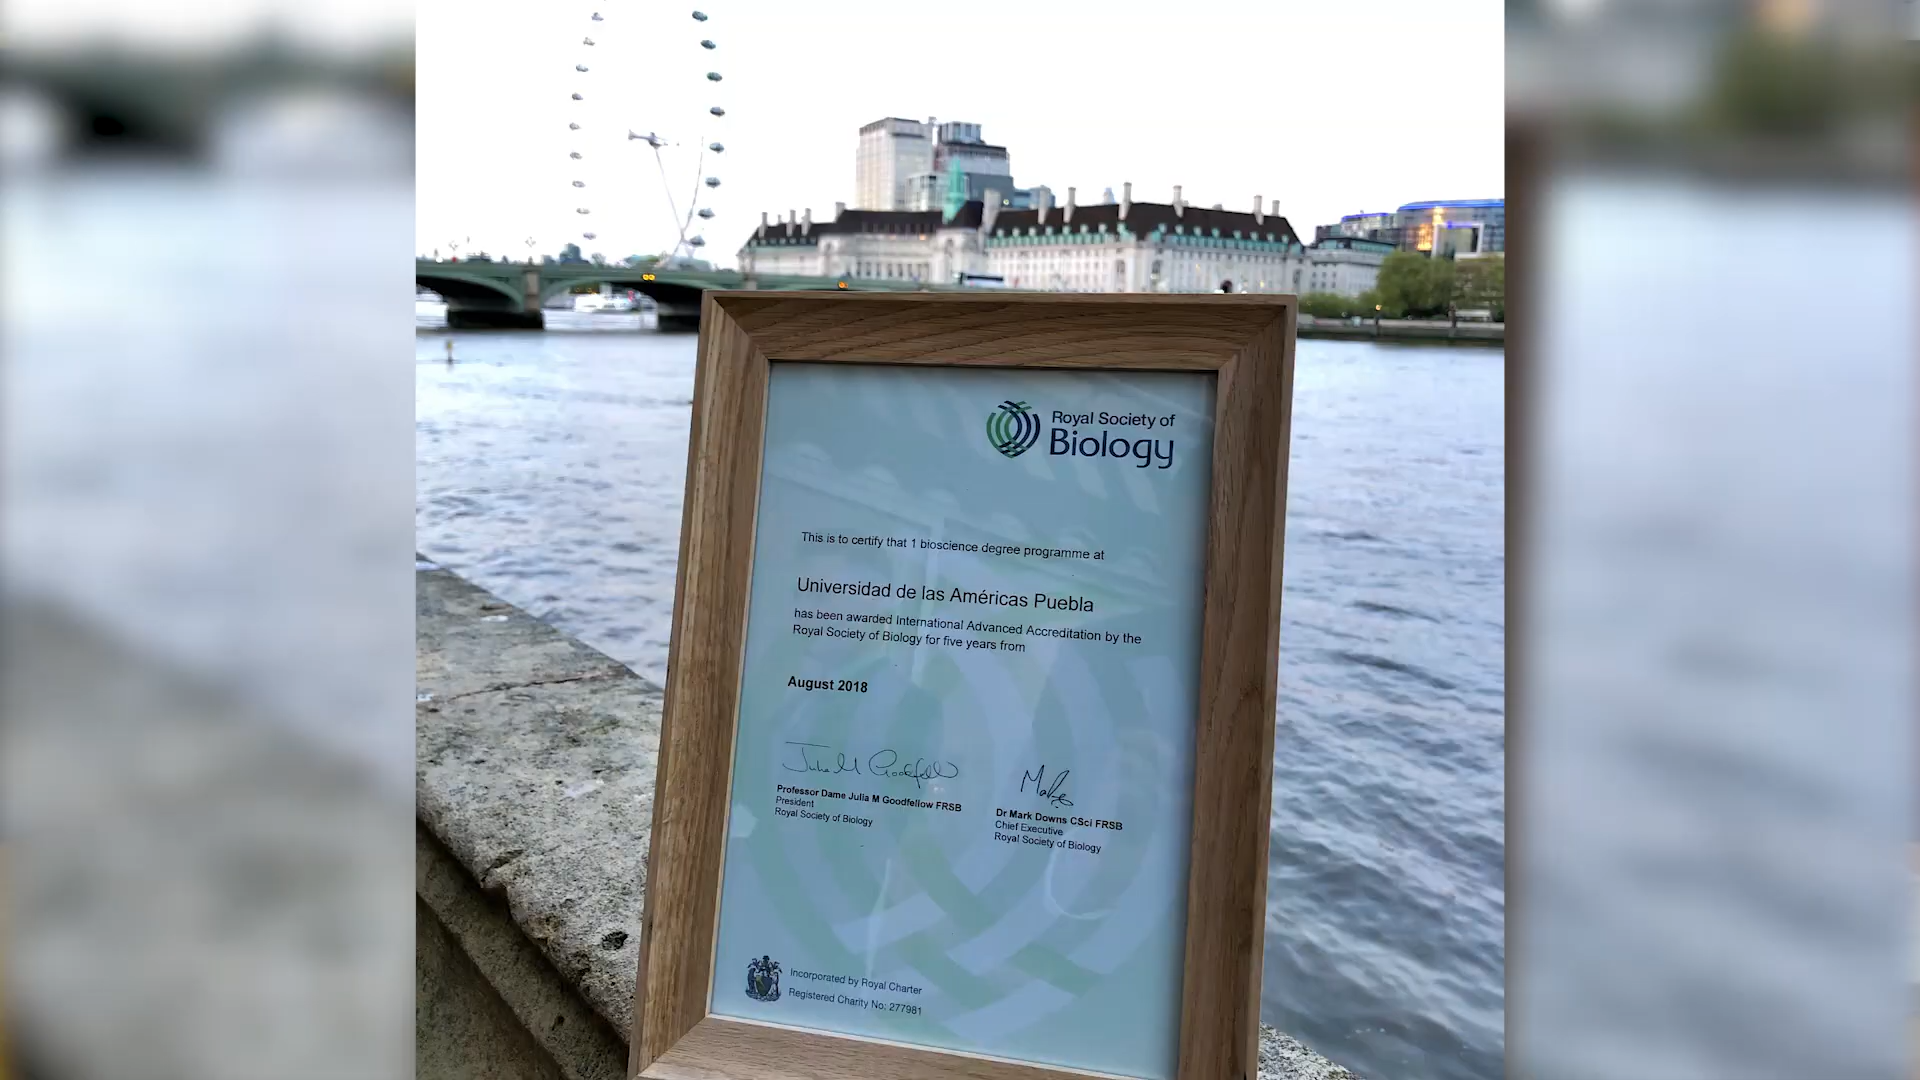 Royal Society of
Biology
This is to certify that 1 bioscience degree programme at
Universidad de las Américas Puebla
has been awarded International Advanced Accreditation by the
Royal Society of Biology for five years from
August 2018
Julia M Goodfellow
Professor Dame Julia M Goodfellow FRSB
President
Royal Society of Biology
Dr Mark Downs CSci FRSB
Chief Executive
Royal Society of Biology
Incorporated by Royal Charter
Registered Charity No: 277981